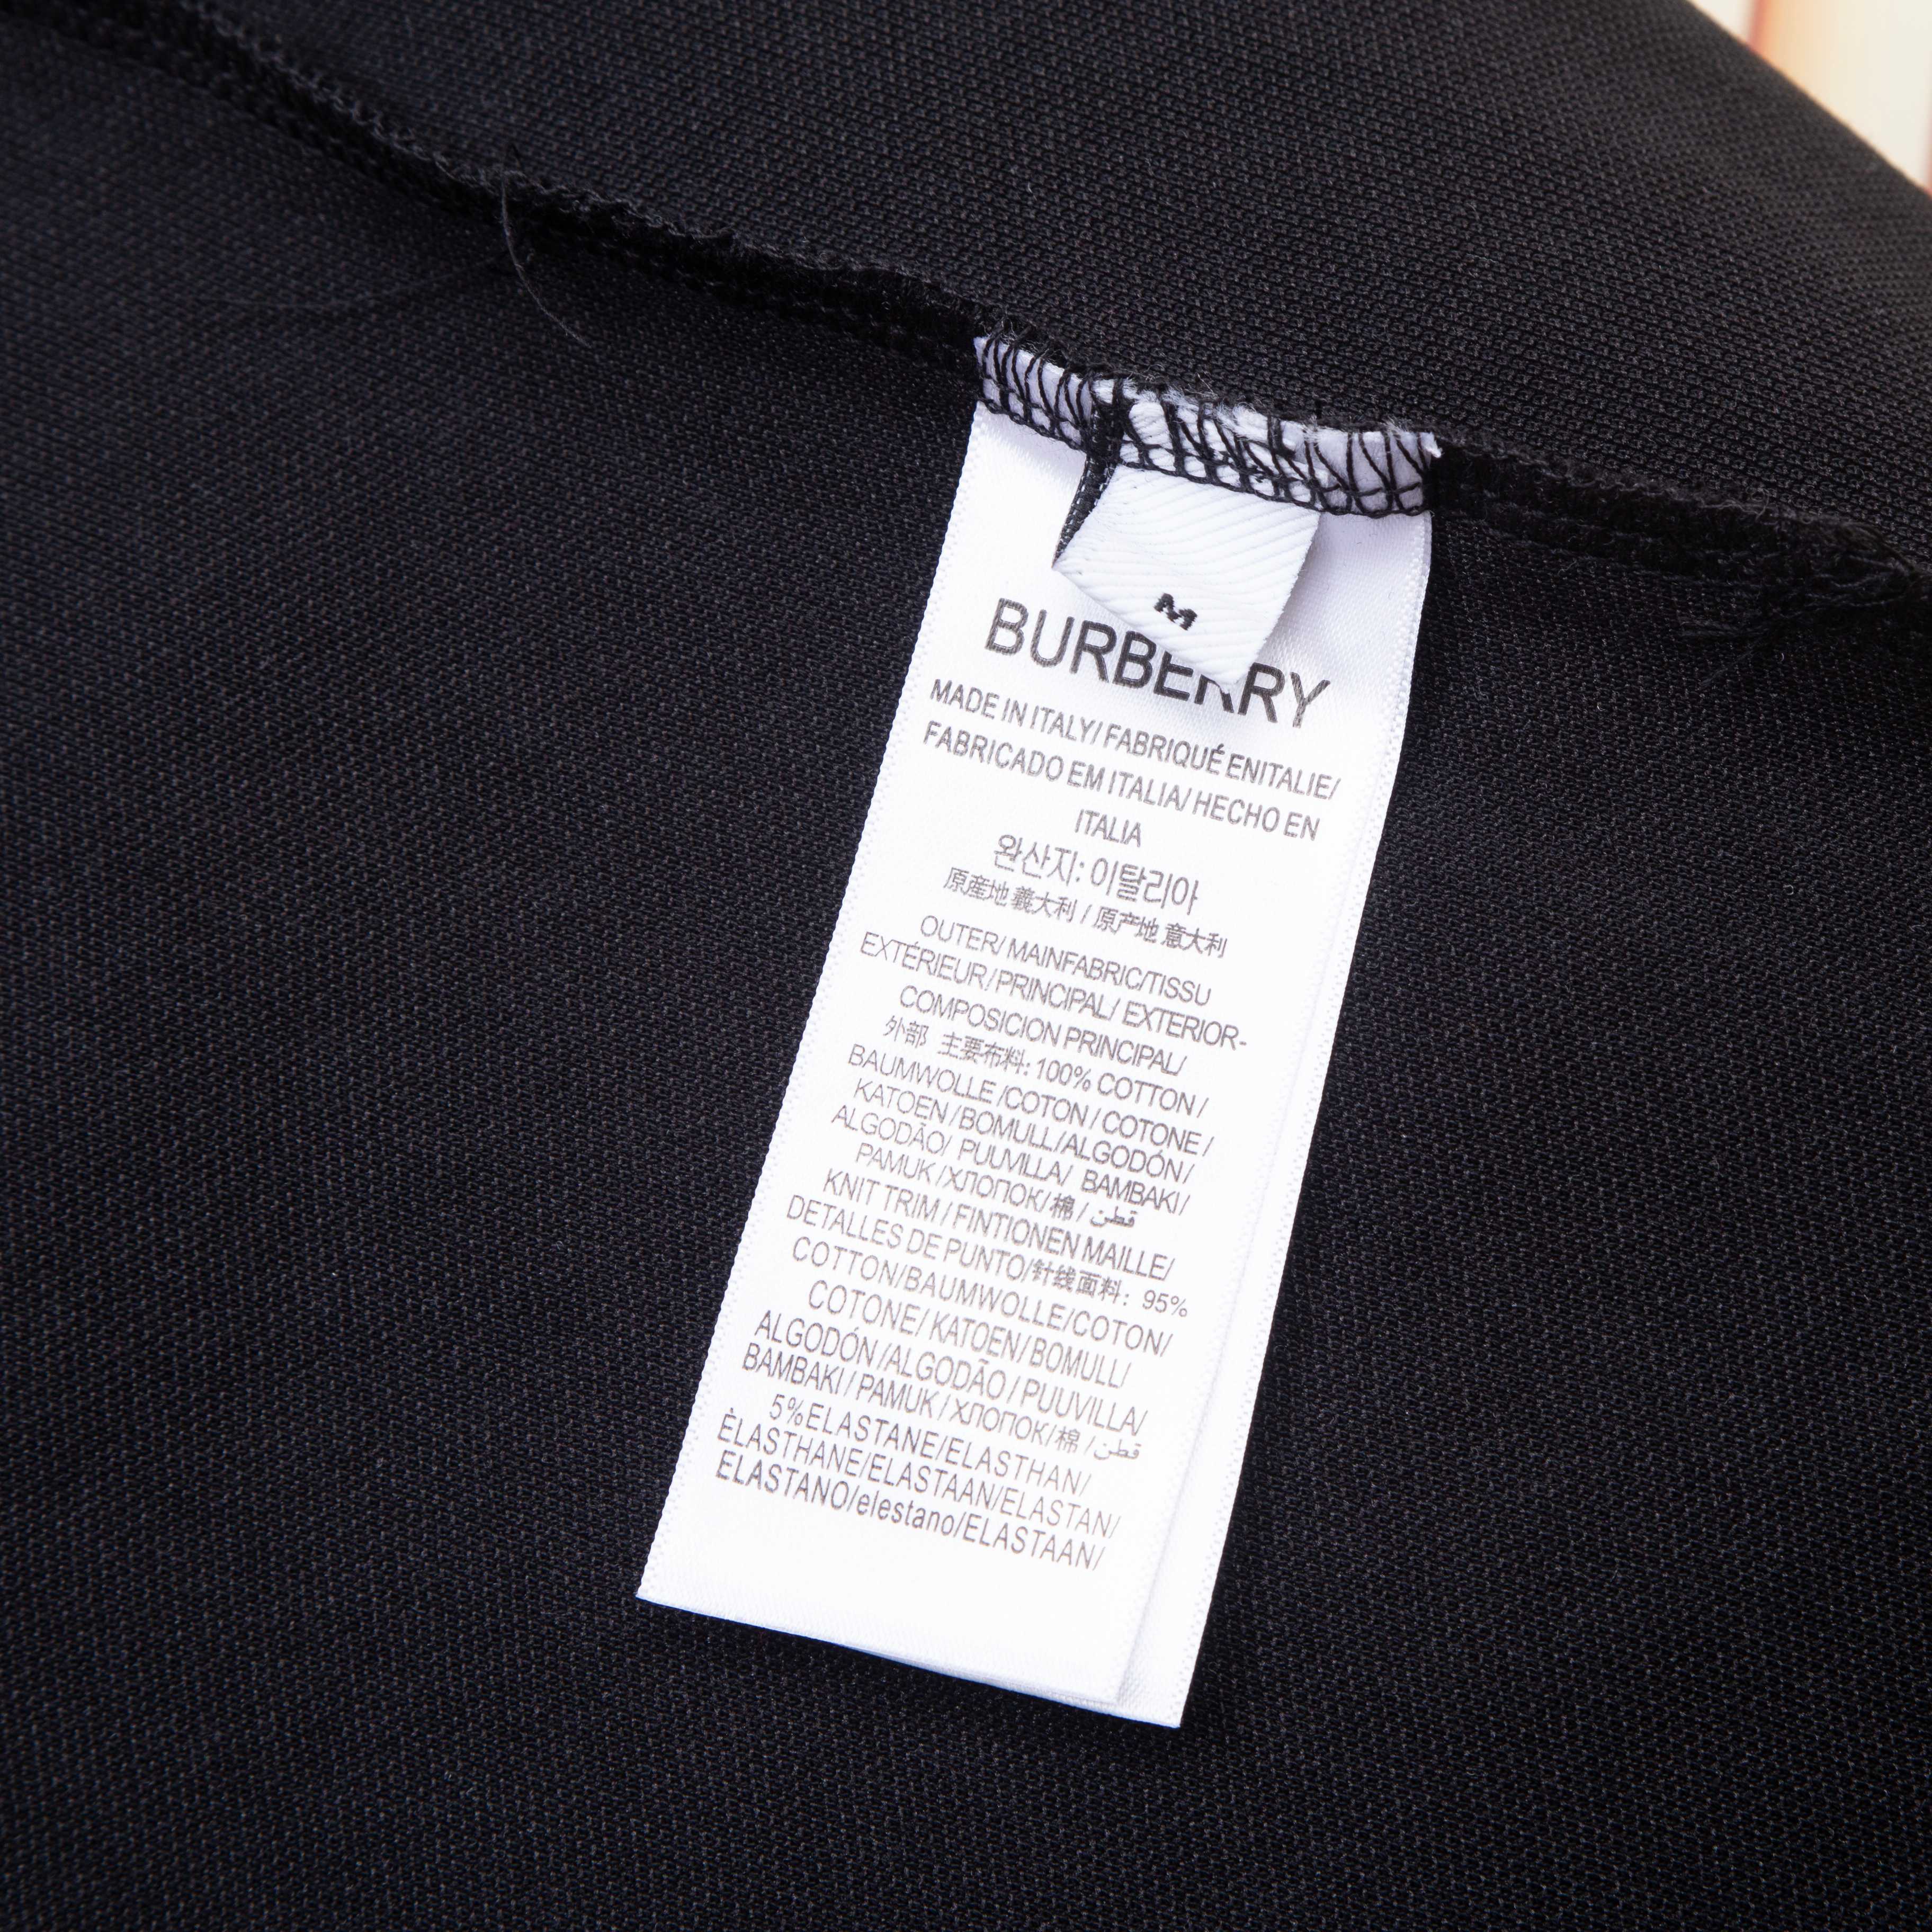 M
BURBERRY
MADE IN ITALY/ FABRIQUÉ ENITALIE/
FABRICADO EM ITALIA/ HECHO EN
ITALIA
완산지: 이탈리아
原産地 義大利 / 原产地 意大利
OUTER/ MAINFABRIC/TISSU
EXTÉRIEUR/PRINCIPAL/ EXTERIOR-
COMPOSICION PRINCIPAL/
外部 主要布料: 100% COTTON /
BAUMWOLLE /COTON / COTONE /
KATOEN /BOMULL/ALGODÓN /
ALGODÃO/ PUUVILLA/ BAMBAKI/
PAMUK /ХЛОПОК/棉 / قطن
KNIT TRIM / FINTIONEN MAILLE/
DETALLES DE PUNTO/针线面料: 95%
COTTON/BAUMWOLLE/COTON/
COTONE/ KATOEN/ BOMULL/
ALGODÓN /ALGODÃO / PUUVILLA/
BAMBAKI / PAMUK / ХЛОПОК/ 棉 / قطن
5%ELASTANE/ELASTHAN/
ÉLASTHANE/ELASTAAN/ELASTAN/
ELASTANO/elestano/ELASTAAN/